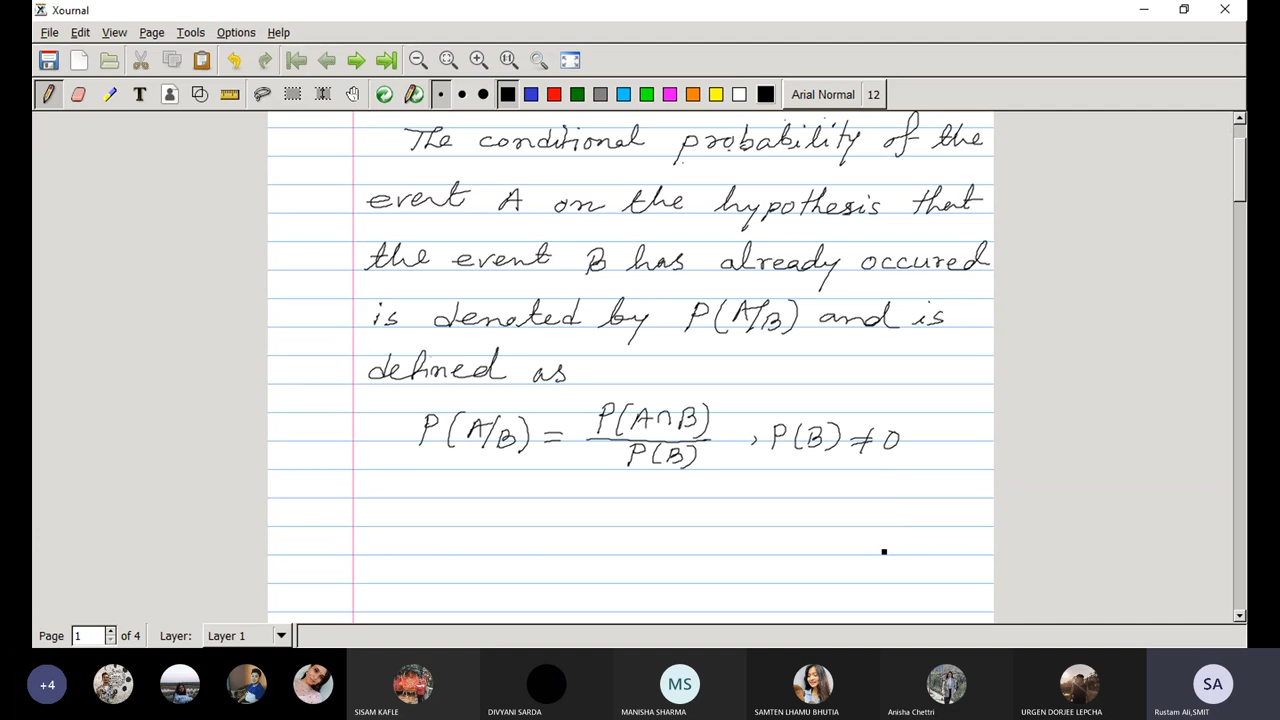 Xournal
File Edit View Page Tools Options Help
Arial Normal 12
The conditional probability of the
event A on the hypothesis that
the event B has already occured
is denoted by P(A/B) and is
defined as
P(A/B) = P(A∩B) / P(B) , P(B) ≠ 0
Page 1 of 4 Layer: Layer 1
+4 MS SA
SISAM KAFLE DIVYANI SARDA MANISHA SHARMA SAMTEN LHAMU BHUTIA Anisha Chettri URGEN DORJEE LEPCHA Rustam Ali,SMIT